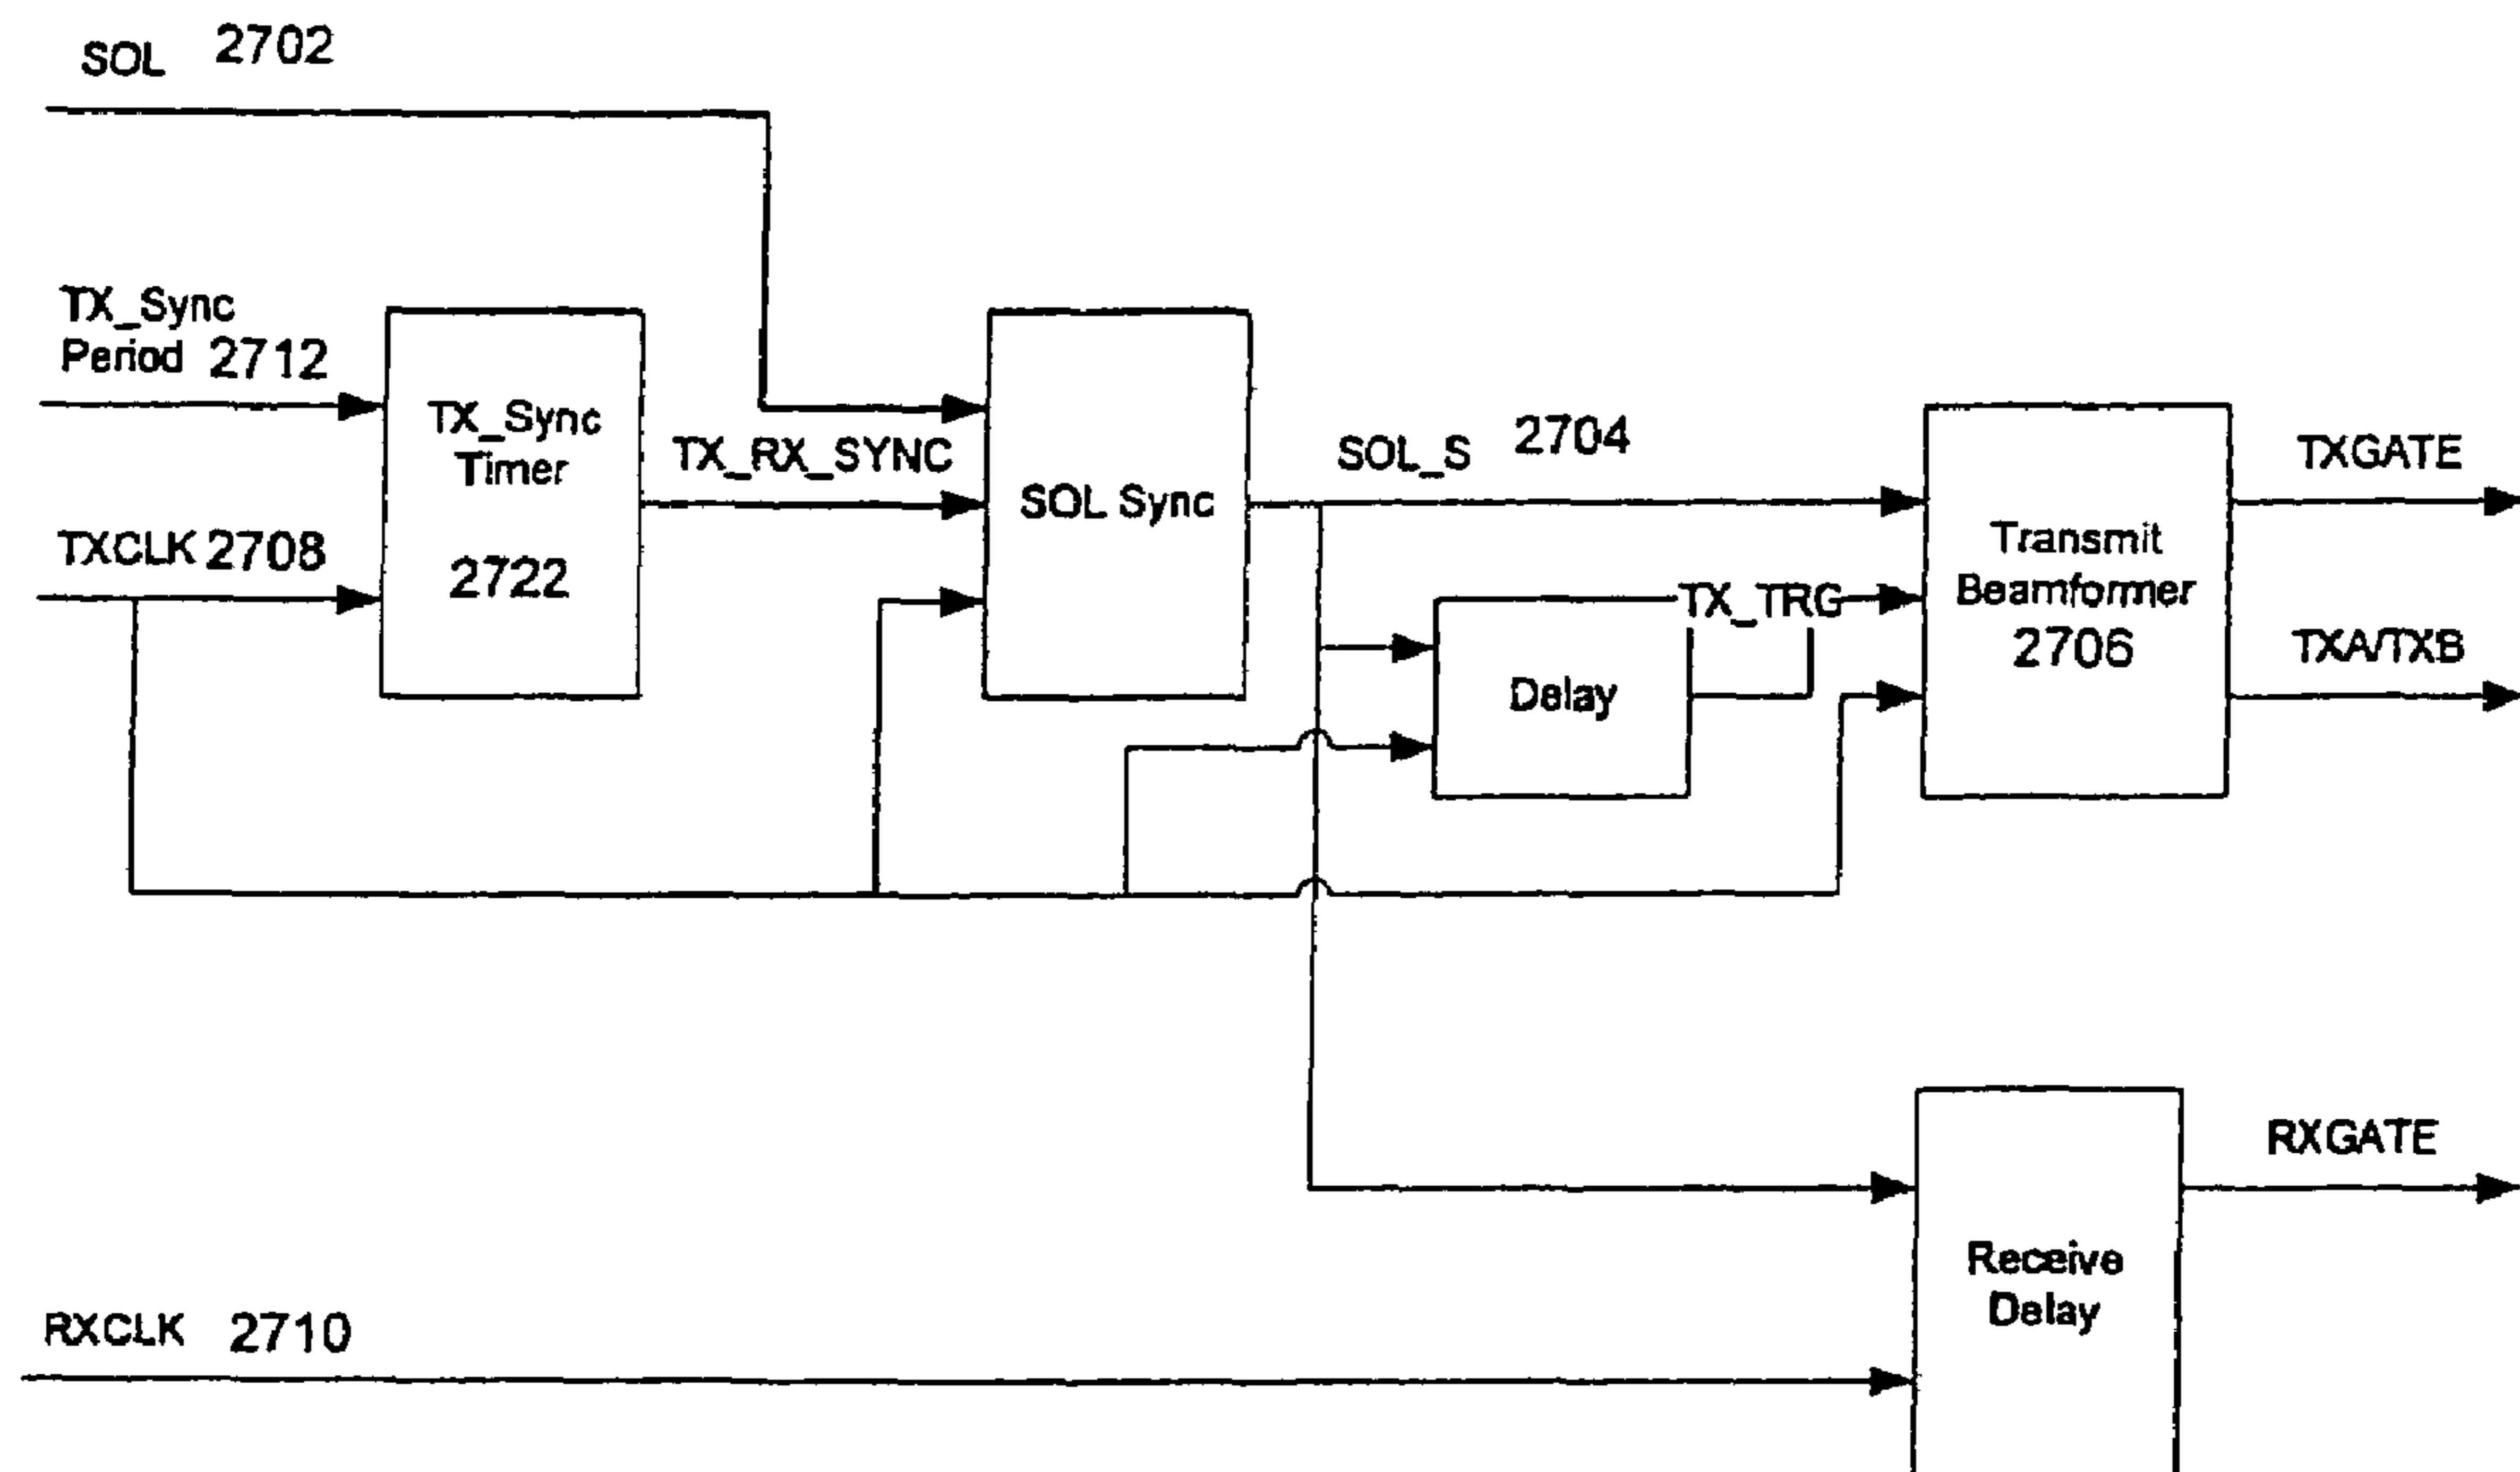 SOL 2702
TX_Sync
Period 2712
TX_Sync
Timer
2722
TXCLK 2708
TX_RX_SYNC
SOL Sync
SOL_S 2704
TX_TRG
Delay
Transmit
Beamformer
2706
TXGATE
TXA/TXB
RXGATE
Receive
Delay
RXCLK 2710